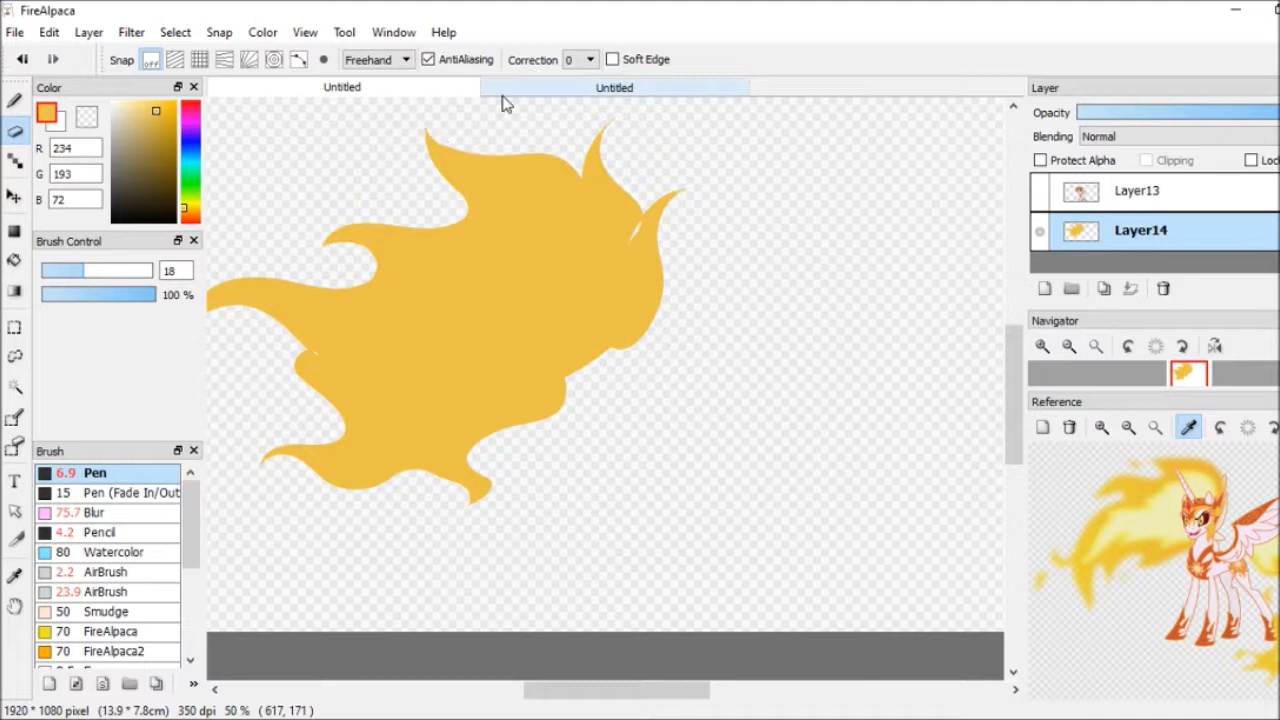 FireAlpaca
File Edit Layer Filter Select Snap Color View Tool Window Help
Snap off Freehand AntiAliasing Correction 0 Soft Edge
Color
R 234
G 193
B 72
Brush Control
18
100 %
Brush
6.9 Pen
15 Pen (Fade In/Out
75.7 Blur
4.2 Pencil
80 Watercolor
2.2 AirBrush
23.9 AirBrush
50 Smudge
70 FireAlpaca
70 FireAlpaca2
Untitled Untitled
Layer
Opacity
Blending Normal
Protect Alpha Clipping Loc
Layer13
Layer14
Navigator
Reference
1920 * 1080 pixel (13.9 * 7.8cm) 350 dpi 50 % ( 617, 171 )